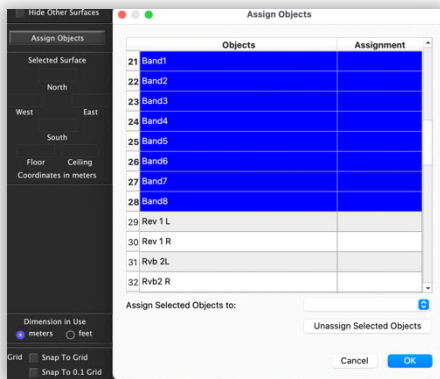 Hide Other Surfaces
Assign Objects
Selected Surface
North
West East
South
Floor Ceiling
Coordinates in meters
Dimension in Use
meters feet
Grid Snap To Grid
Snap To 0.1 Grid
Assign Objects
Objects Assignment
21 Band1
22 Band2
23 Band3
24 Band4
25 Band5
26 Band6
27 Band7
28 Band8
29 Rev 1 L
30 Rev 1 R
31 Rvb 2L
32 Rvb2 R
Assign Selected Objects to:
Unassign Selected Objects
Cancel OK